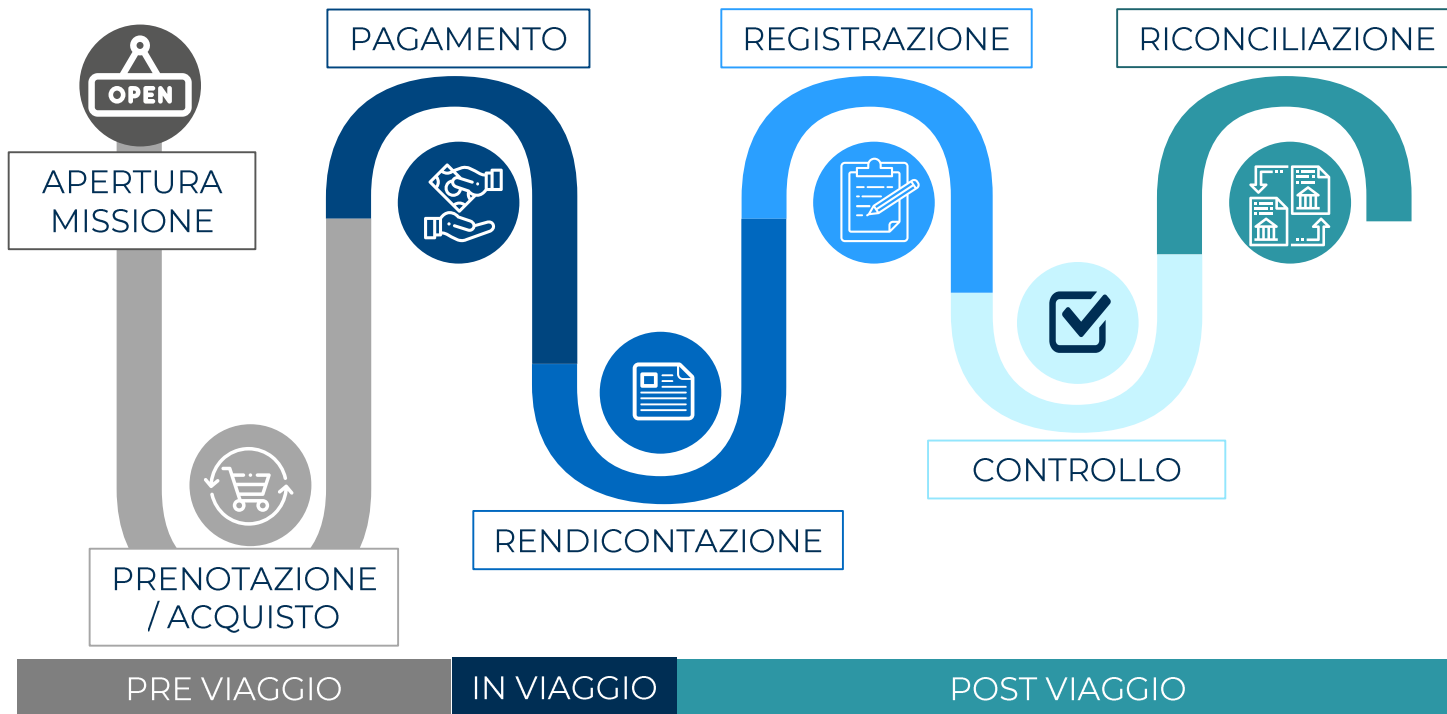 OPEN
APERTURA
MISSIONE
PRENOTAZIONE
/ ACQUISTO
PAGAMENTO
RENDICONTAZIONE
REGISTRAZIONE
CONTROLLO
RICONCILIAZIONE
PRE VIAGGIO
IN VIAGGIO
POST VIAGGIO